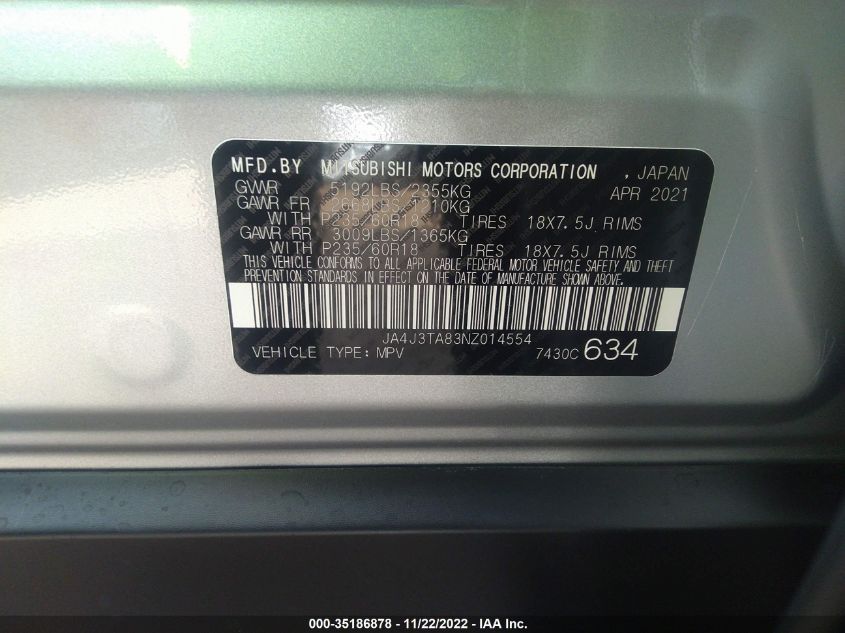 MFD.BY MITSUBISHI MOTORS CORPORATION , JAPAN
GVWR 5192LBS/2355KG APR 2021
GAWR FR
WITH P235/60R18 TIRES 18X7.5J RIMS
GAWR RR 3009LBS/1365KG
WITH P235/60R18 TIRES 18X7.5J RIMS
THIS VEHICLE CONFORMS TO ALL APPLICABLE FEDERAL MOTOR VEHICLE SAFETY AND THEFT
PREVENTION STANDARDS IN EFFECT ON THE DATE OF MANUFACTURE SHOWN ABOVE.
JA4J3TA83NZ014554
VEHICLE TYPE: MPV 7430C 634
000-35186878 - 11/22/2022 - IAA Inc.